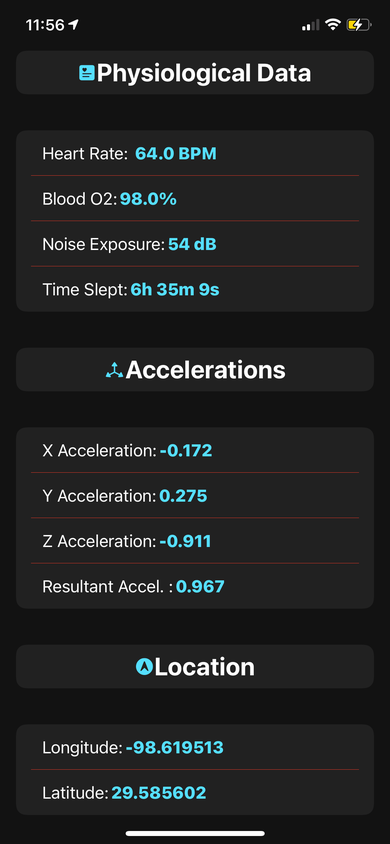 11:56
Physiological Data
Heart Rate: 64.0 BPM
Blood O2: 98.0%
Noise Exposure: 54 dB
Time Slept: 6h 35m 9s
Accelerations
X Acceleration: -0.172
Y Acceleration: 0.275
Z Acceleration: -0.911
Resultant Accel. : 0.967
Location
Longitude: -98.619513
Latitude: 29.585602